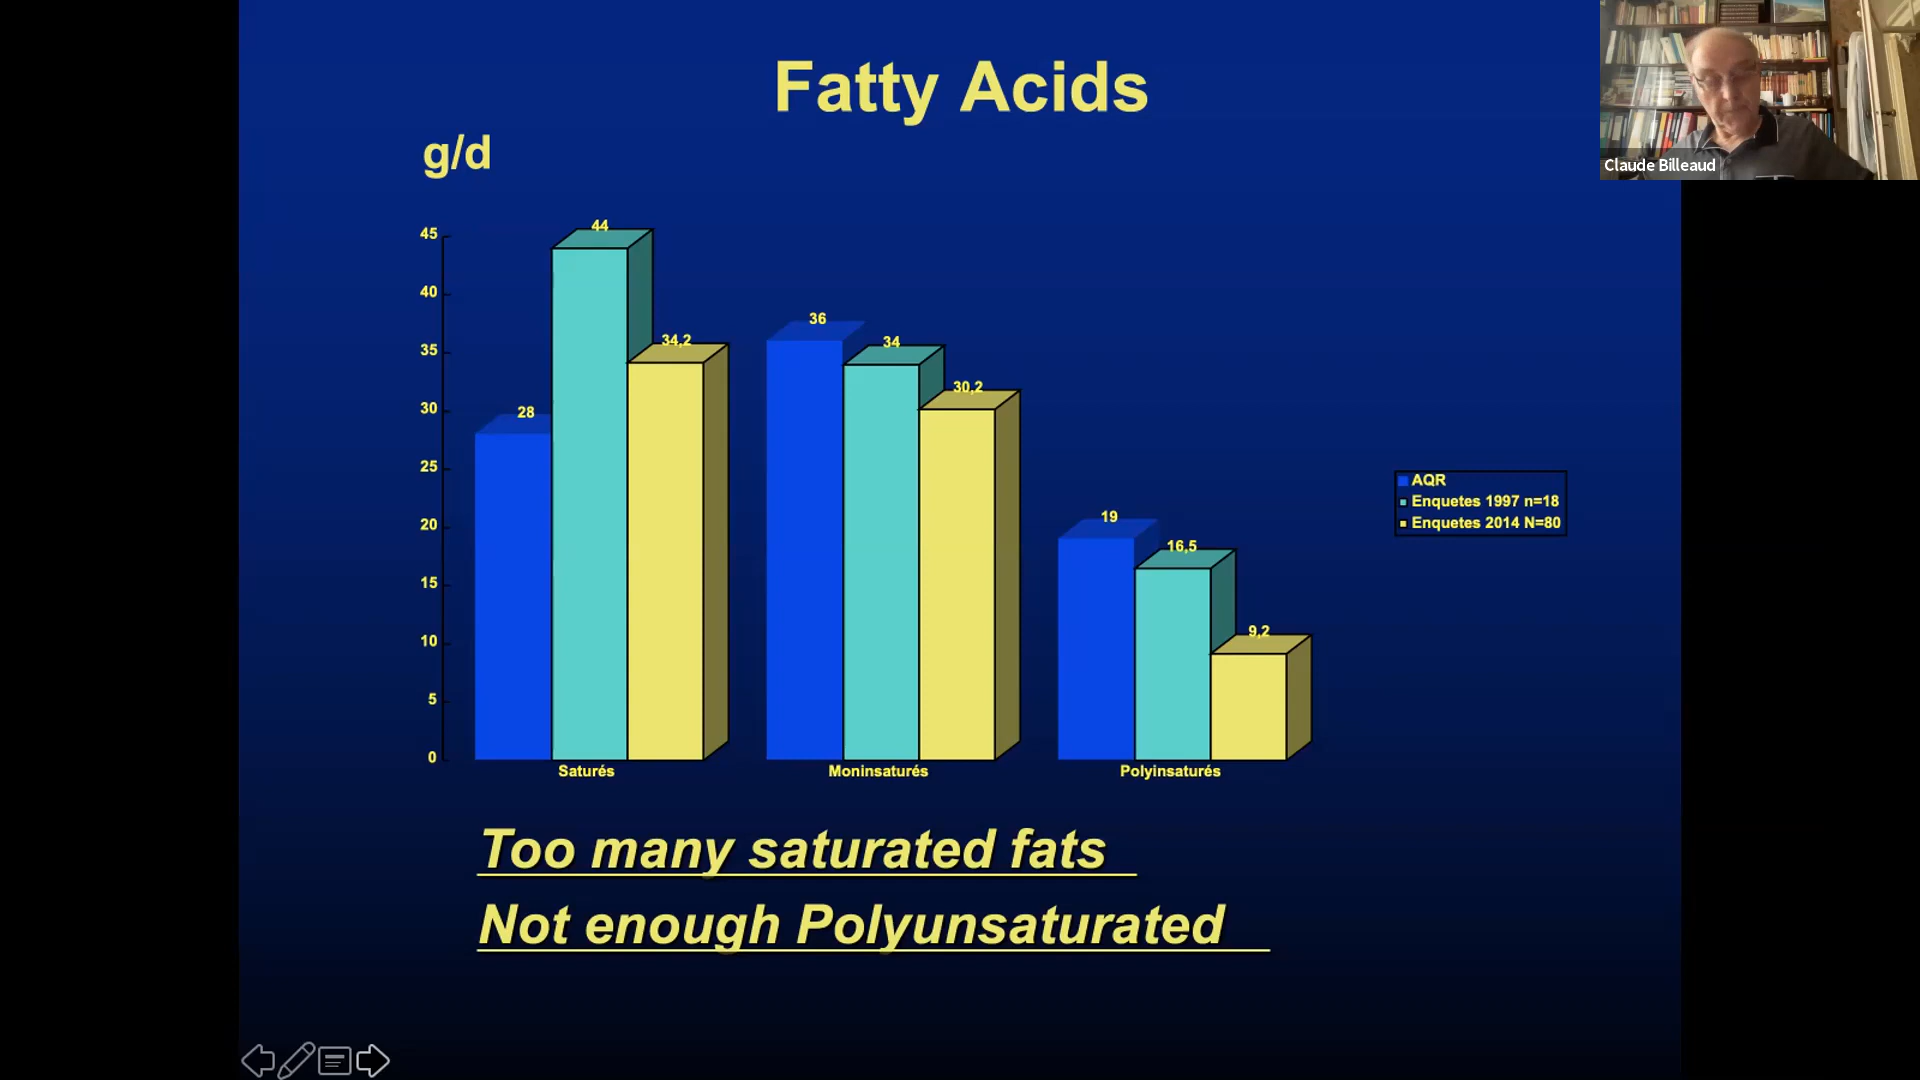 Fatty Acids
g/d
Claude Billeaud
45
40
35
30
25
20
15
10
5
0
28
44
34,2
36
34
30,2
19
16,5
9,2
Saturés
Moninsaturés
Polyinsaturés
AQR
Enquetes 1997 n=18
Enquetes 2014 N=80
Too many saturated fats
Not enough Polyunsaturated